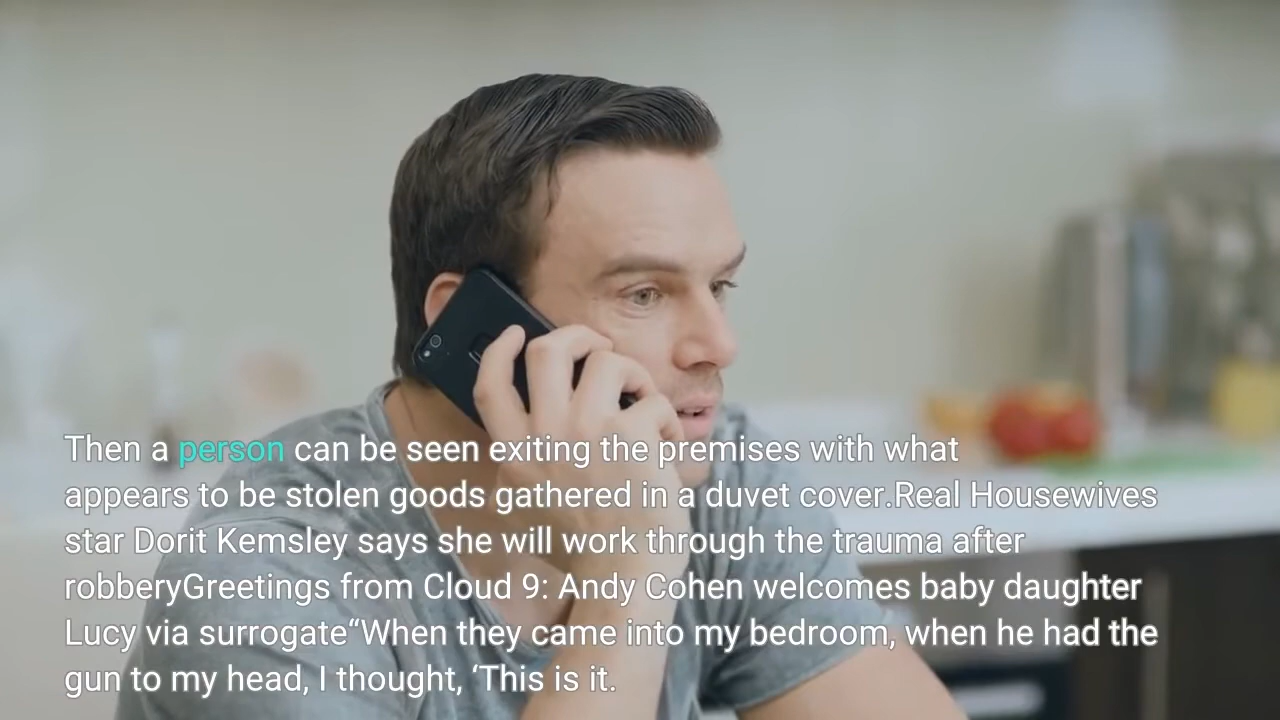 Then a person can be seen exiting the premises with what
appears to be stolen goods gathered in a duvet cover.Real Housewives
star Dorit Kemsley says she will work through the trauma after
robberyGreetings from Cloud 9: Andy Cohen welcomes baby daughter
Lucy via surrogate“When they came into my bedroom, when he had the
gun to my head, I thought, ‘This is it.